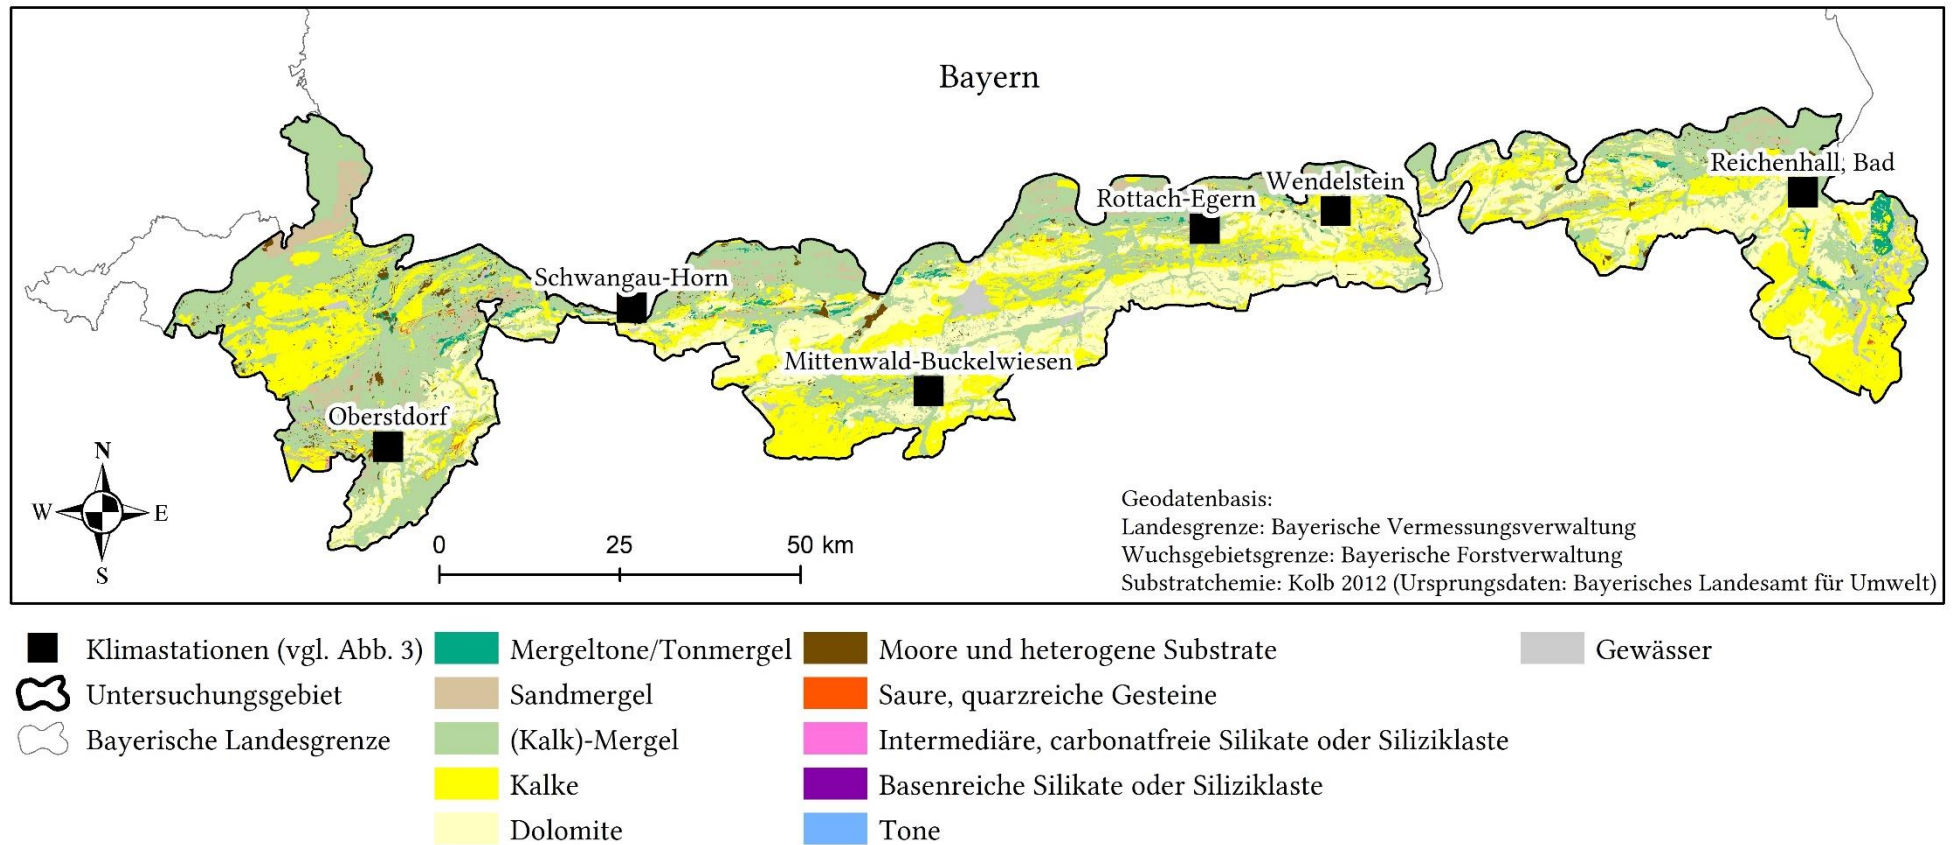 Bayern
Reichenhall, Bad
Wendelstein
Rottach-Egern
Schwangau-Horn
Mittenwald-Buckelwiesen
Oberstdorf
N
W
E
S
0 25 50 km
Geodatenbasis:
Landesgrenze: Bayerische Vermessungsverwaltung
Wuchsgebietsgrenze: Bayerische Forstverwaltung
Substratchemie: Kolb 2012 (Ursprungsdaten: Bayerisches Landesamt für Umwelt)
Klimastationen (vgl. Abb. 3)
Untersuchungsgebiet
Bayerische Landesgrenze
Mergeltone/Tonmergel
Sandmergel
(Kalk)-Mergel
Kalke
Dolomite
Moore und heterogene Substrate
Saure, quarzreiche Gesteine
Intermediäre, carbonatfreie Silikate oder Siliziklaste
Basenreiche Silikate oder Siliziklaste
Tone
Gewässer